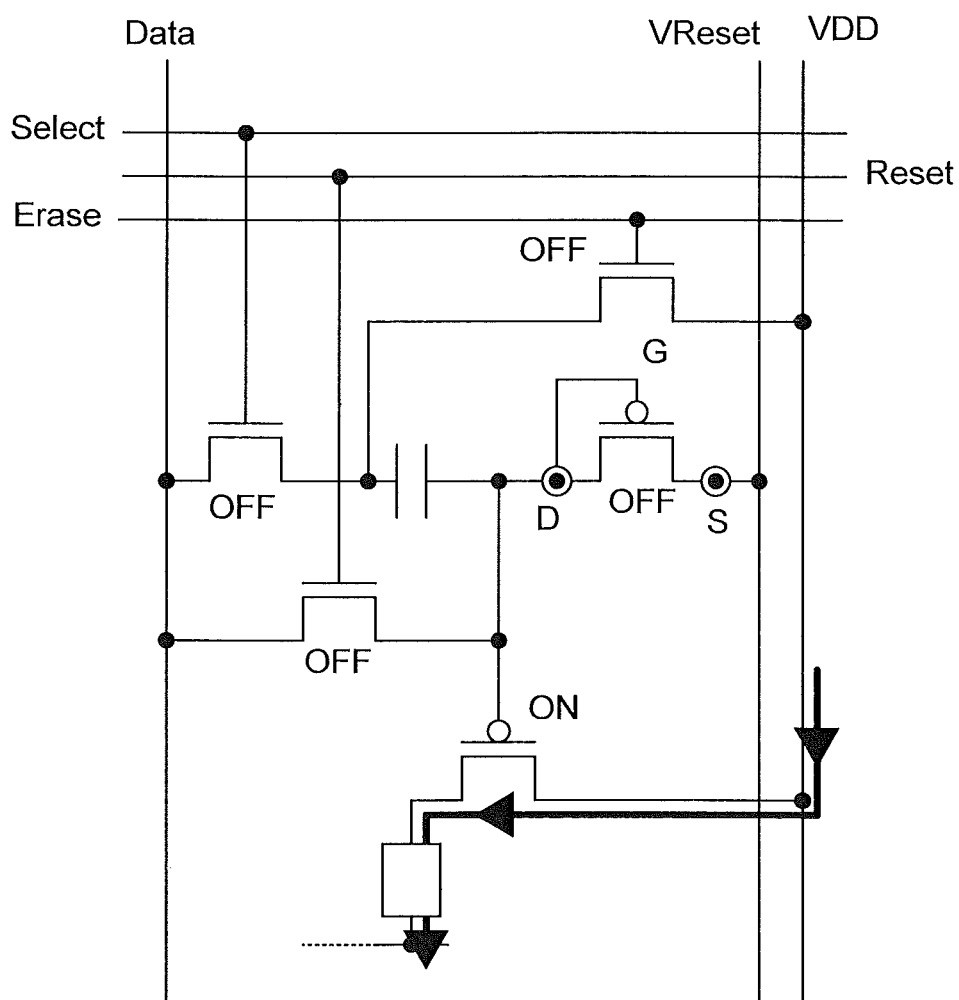 Data
VReset
VDD
Select
Reset
Erase
OFF
G
OFF
D
OFF
S
OFF
ON